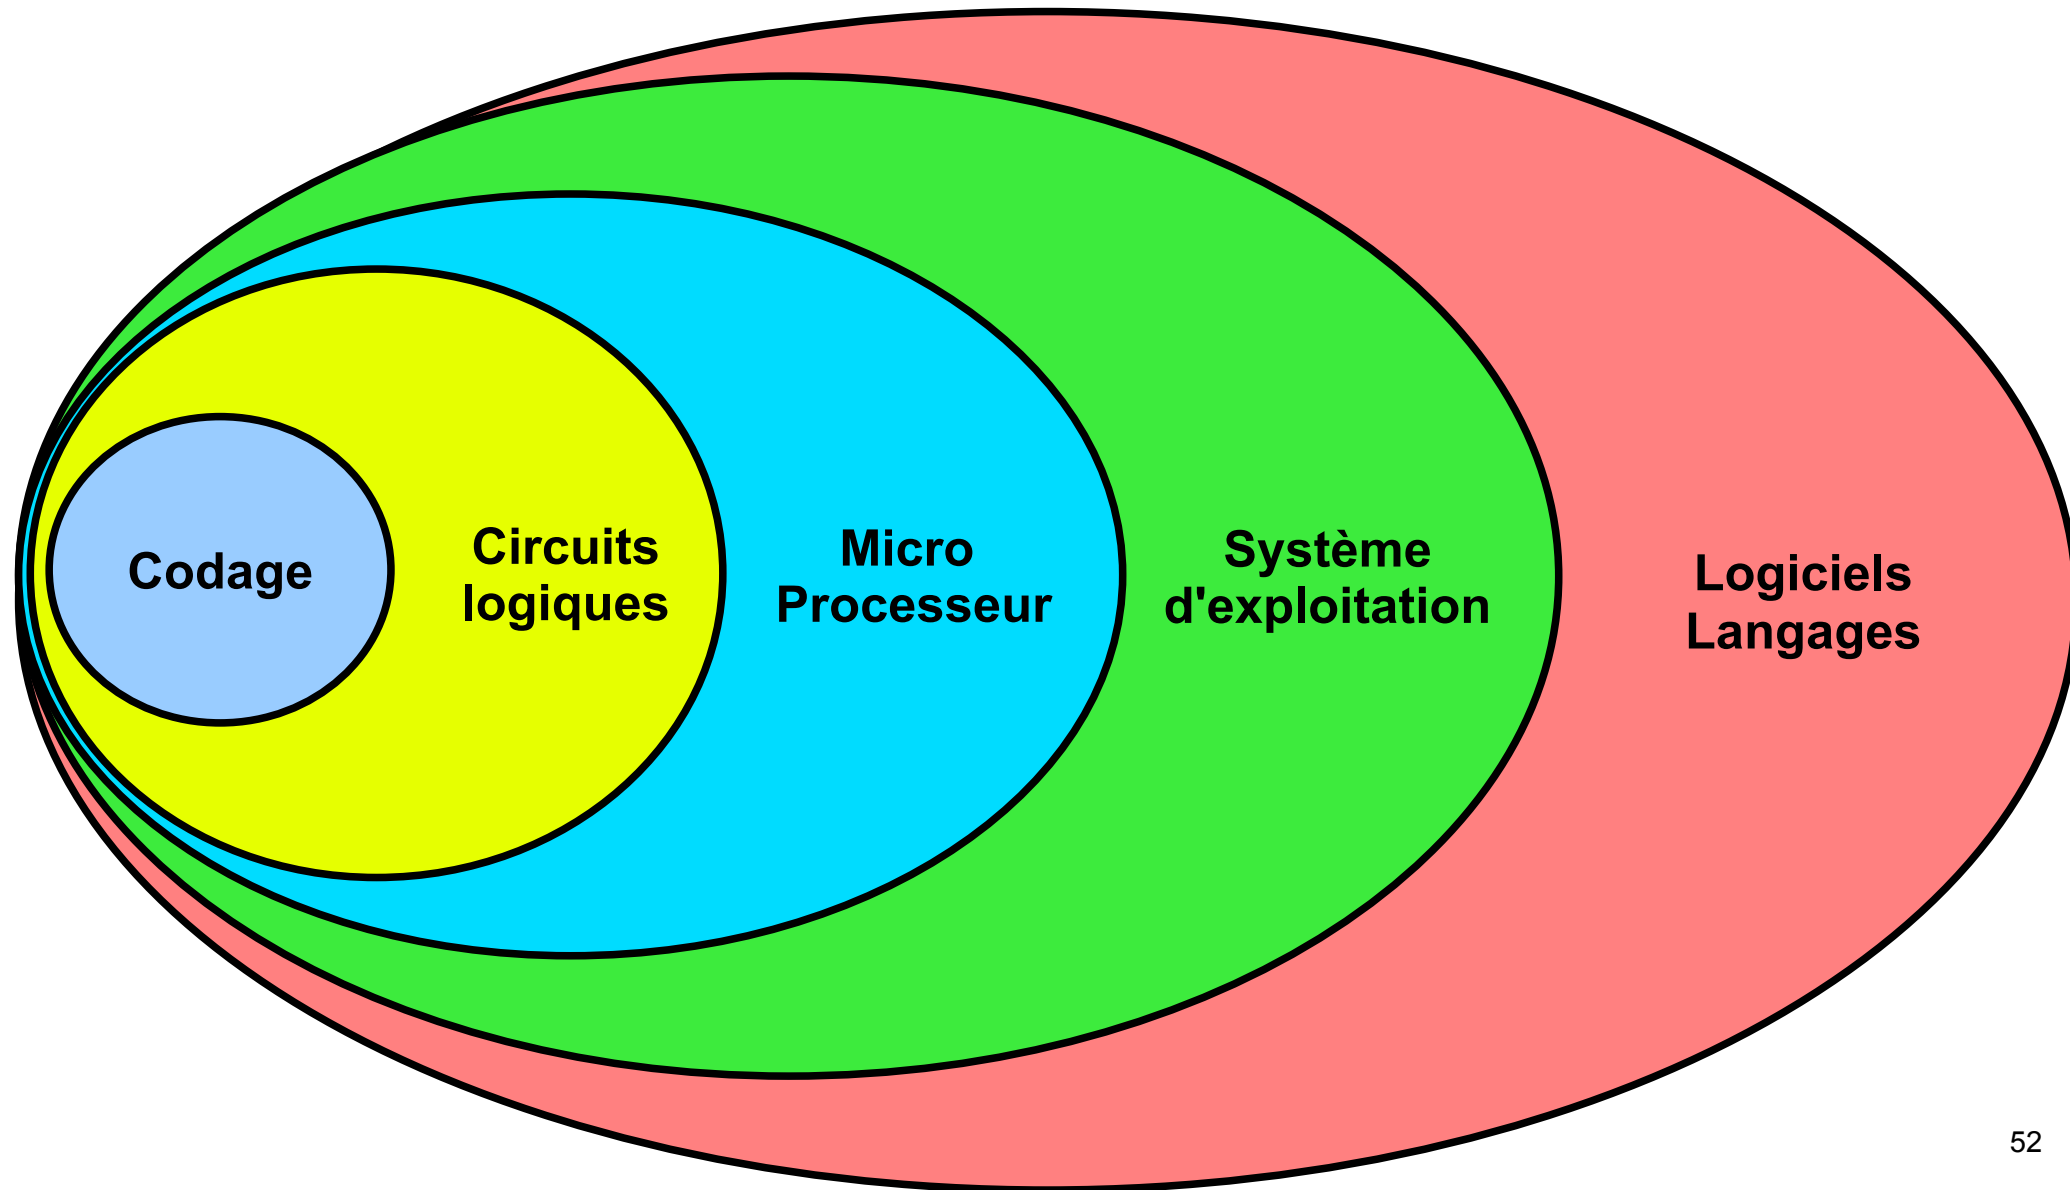 Codage
Circuits
logiques
Micro
Processeur
Système
d'exploitation
Logiciels
Langages
52